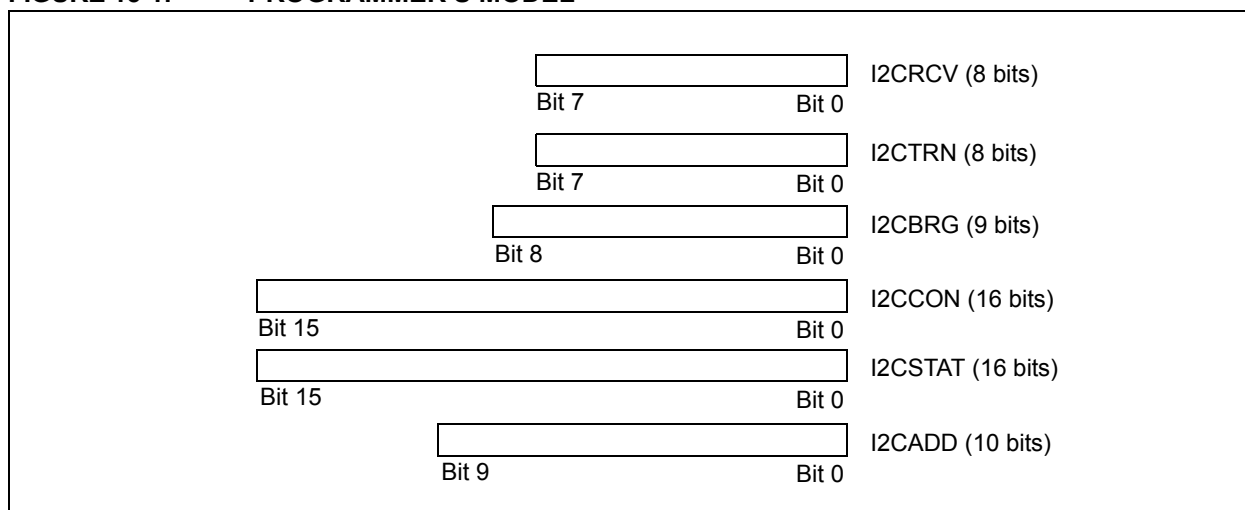 I2CRCV (8 bits)
Bit 7 Bit 0
I2CTRN (8 bits)
Bit 7 Bit 0
I2CBRG (9 bits)
Bit 8 Bit 0
I2CCON (16 bits)
Bit 15 Bit 0
I2CSTAT (16 bits)
Bit 15 Bit 0
I2CADD (10 bits)
Bit 9 Bit 0